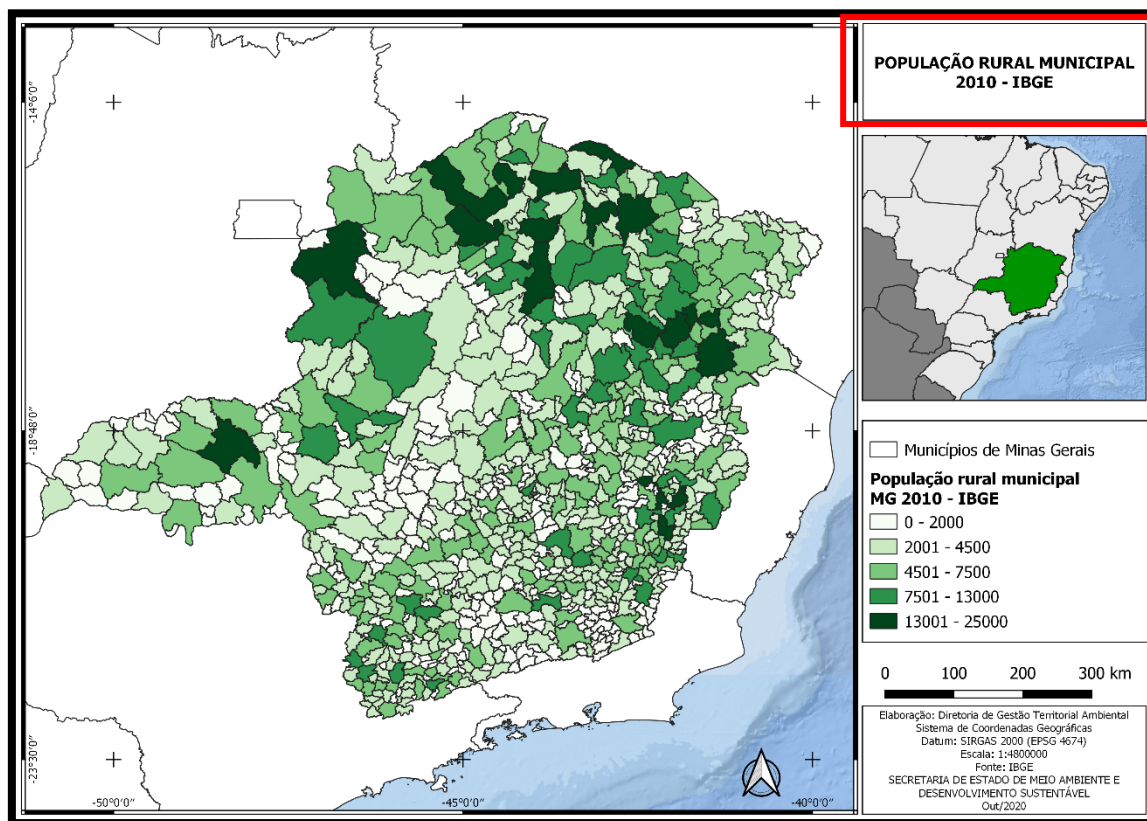 POPULAÇÃO RURAL MUNICIPAL
2010 - IBGE
-14°6'0''
-18°48'0''
-23°30'0''
-50°0'0''
-45°0'0''
-40°0'0''
Municípios de Minas Gerais
População rural municipal
MG 2010 - IBGE
0 - 2000
2001 - 4500
4501 - 7500
7501 - 13000
13001 - 25000
0 100 200 300 km
Elaboração: Diretoria de Gestão Territorial Ambiental
Sistema de Coordenadas Geográficas
Datum: SIRGAS 2000 (EPSG 4674)
Escala: 1:4800000
Fonte: IBGE
SECRETARIA DE ESTADO DE MEIO AMBIENTE E
DESENVOLVIMENTO SUSTENTÁVEL
Out/2020